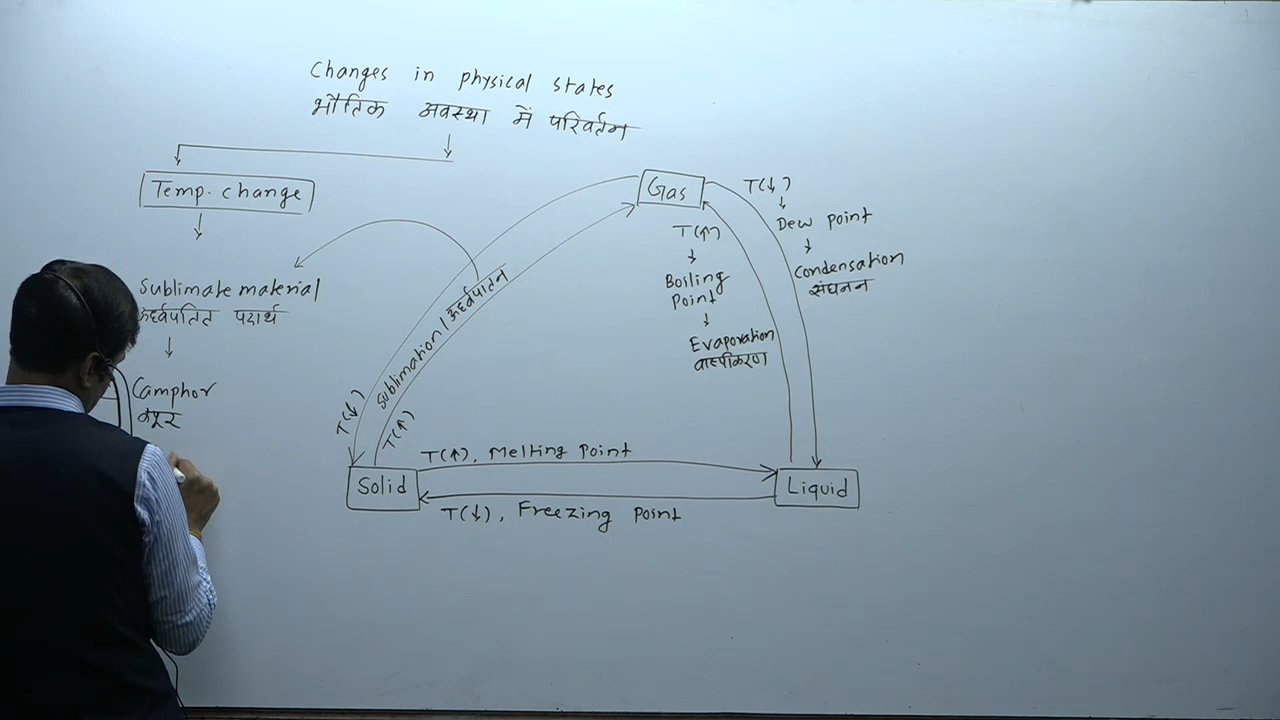 Changes in physical states
भौतिक अवस्था में परिवर्तन
Temp. change
Sublimate material
ऊर्ध्वपतित पदार्थ
Camphor
कपूर
Gas
T(↓)
Dew point
Condensation
संघनन
T(↑)
Boiling
Point
Evaporation
वाष्पीकरण
Sublimation / ऊर्ध्वपातन
T(↓)
T(↑)
T(↑), Melting Point
Solid
Liquid
T(↓), Freezing Point